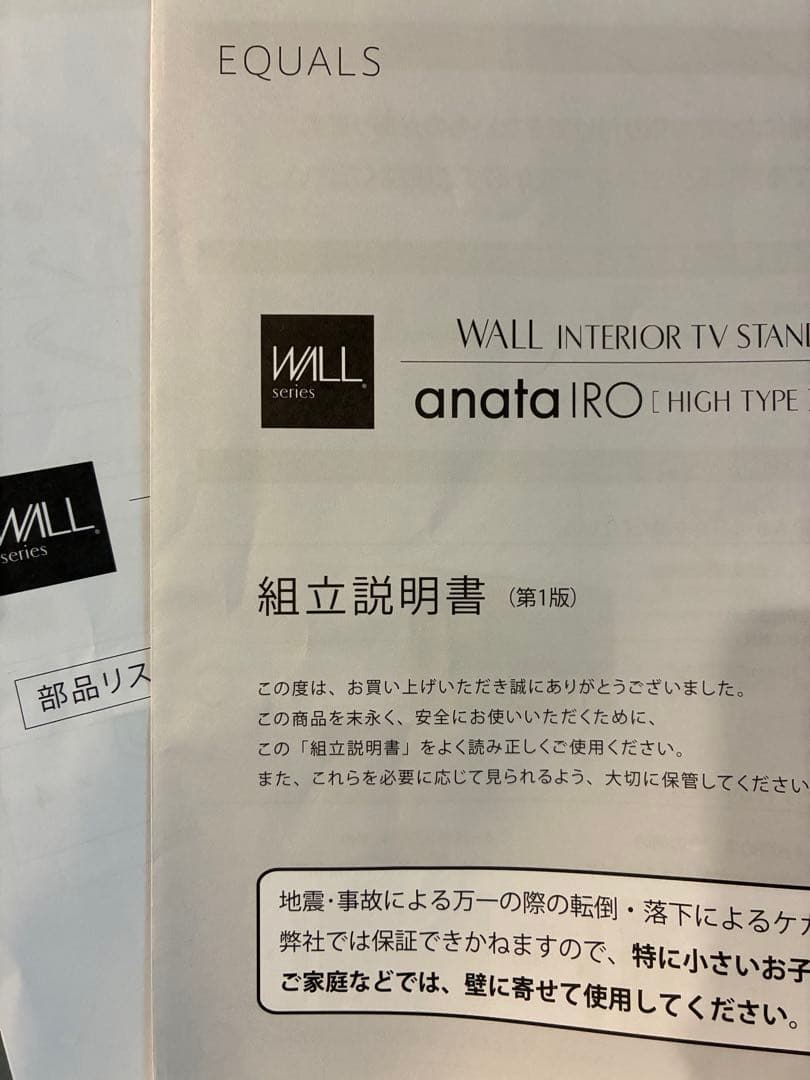 EQUALS
WALL INTERIOR TV STAN
WALL
series
anataIRO [ HIGH TYPE ]
WALL
series
組立説明書 (第1版)
部品リス
この度は、お買い上げいただき誠にありがとうございました。
この商品を末永く、安全にお使いいただくために、
この「組立説明書」をよく読み正しくご使用ください。
また、これらを必要に応じて見られるよう、大切に保管してください
地震・事故による万一の際の転倒・落下によるケガ
弊社では保証できかねますので、特に小さいお子
ご家庭などでは、壁に寄せて使用してください。